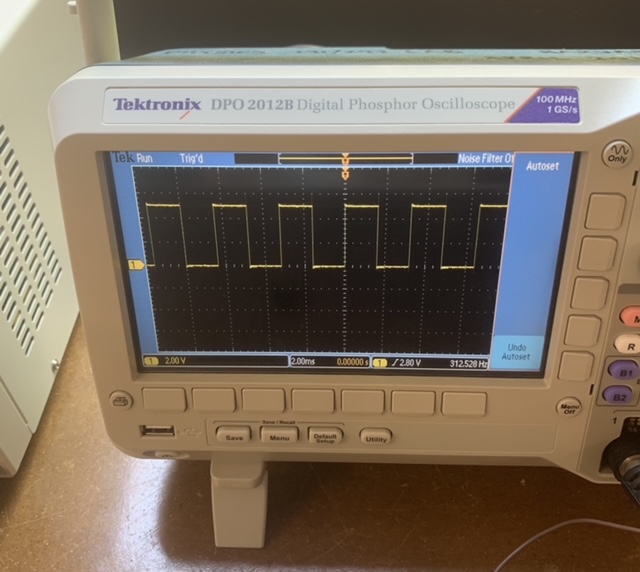 Tektronix DPO 2012B Digital Phosphor Oscilloscope
100 MHz
1 GS/s
Tek Run Trig'd Noise Filter Of
Autoset
Only
1
Undo
Autoset
1 2.00 V 2.00ms 0.00000 s 1 2.80 V 312.528 Hz
M
R
B1
B2
Menu
Off
1
Save / Recall
Save Menu Default
Setup Utility